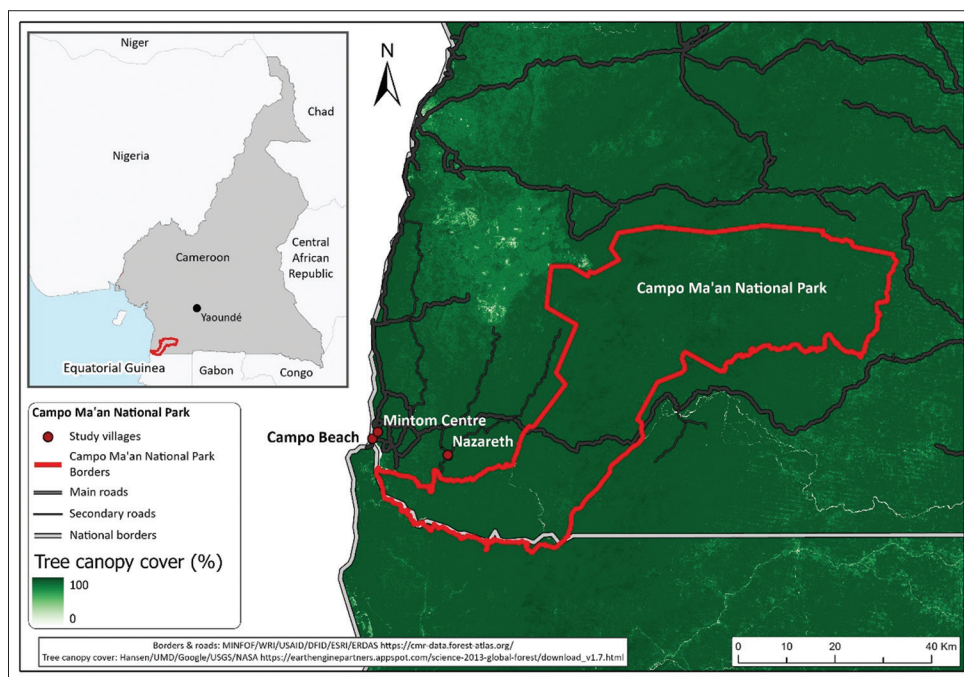 Niger
Chad
Nigeria
Central
African
Republic
Cameroon
Yaoundé
Equatorial Guinea
Gabon
Congo
N
Campo Ma'an National Park
Mintom Centre
Campo Beach
Nazareth
Campo Ma'an National Park
Study villages
Campo Ma'an National Park
Borders
Main roads
Secondary roads
National borders
Tree canopy cover (%)
100
0
Borders & roads: MINFOF/WRI/USAID/DFID/ESRI/ERDAS https://cmr-data.forest-atlas.org/
Tree canopy cover: Hansen/UMD/Google/USGS/NASA https://earthenginepartners.appspot.com/science-2013-global-forest/download_v1.7.html
0 10 20 40 Km